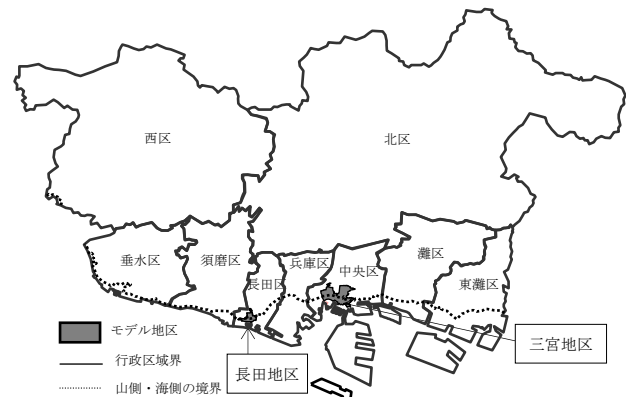 西区
北区
垂水区
須磨区
長田区
兵庫区
中央区
灘区
東灘区
モデル地区
行政区域界
山側・海側の境界
長田地区
三宮地区